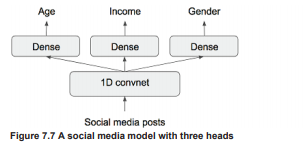 Age Income Gender
Dense Dense Dense
1D convnet
Social media posts
Figure 7.7 A social media model with three heads